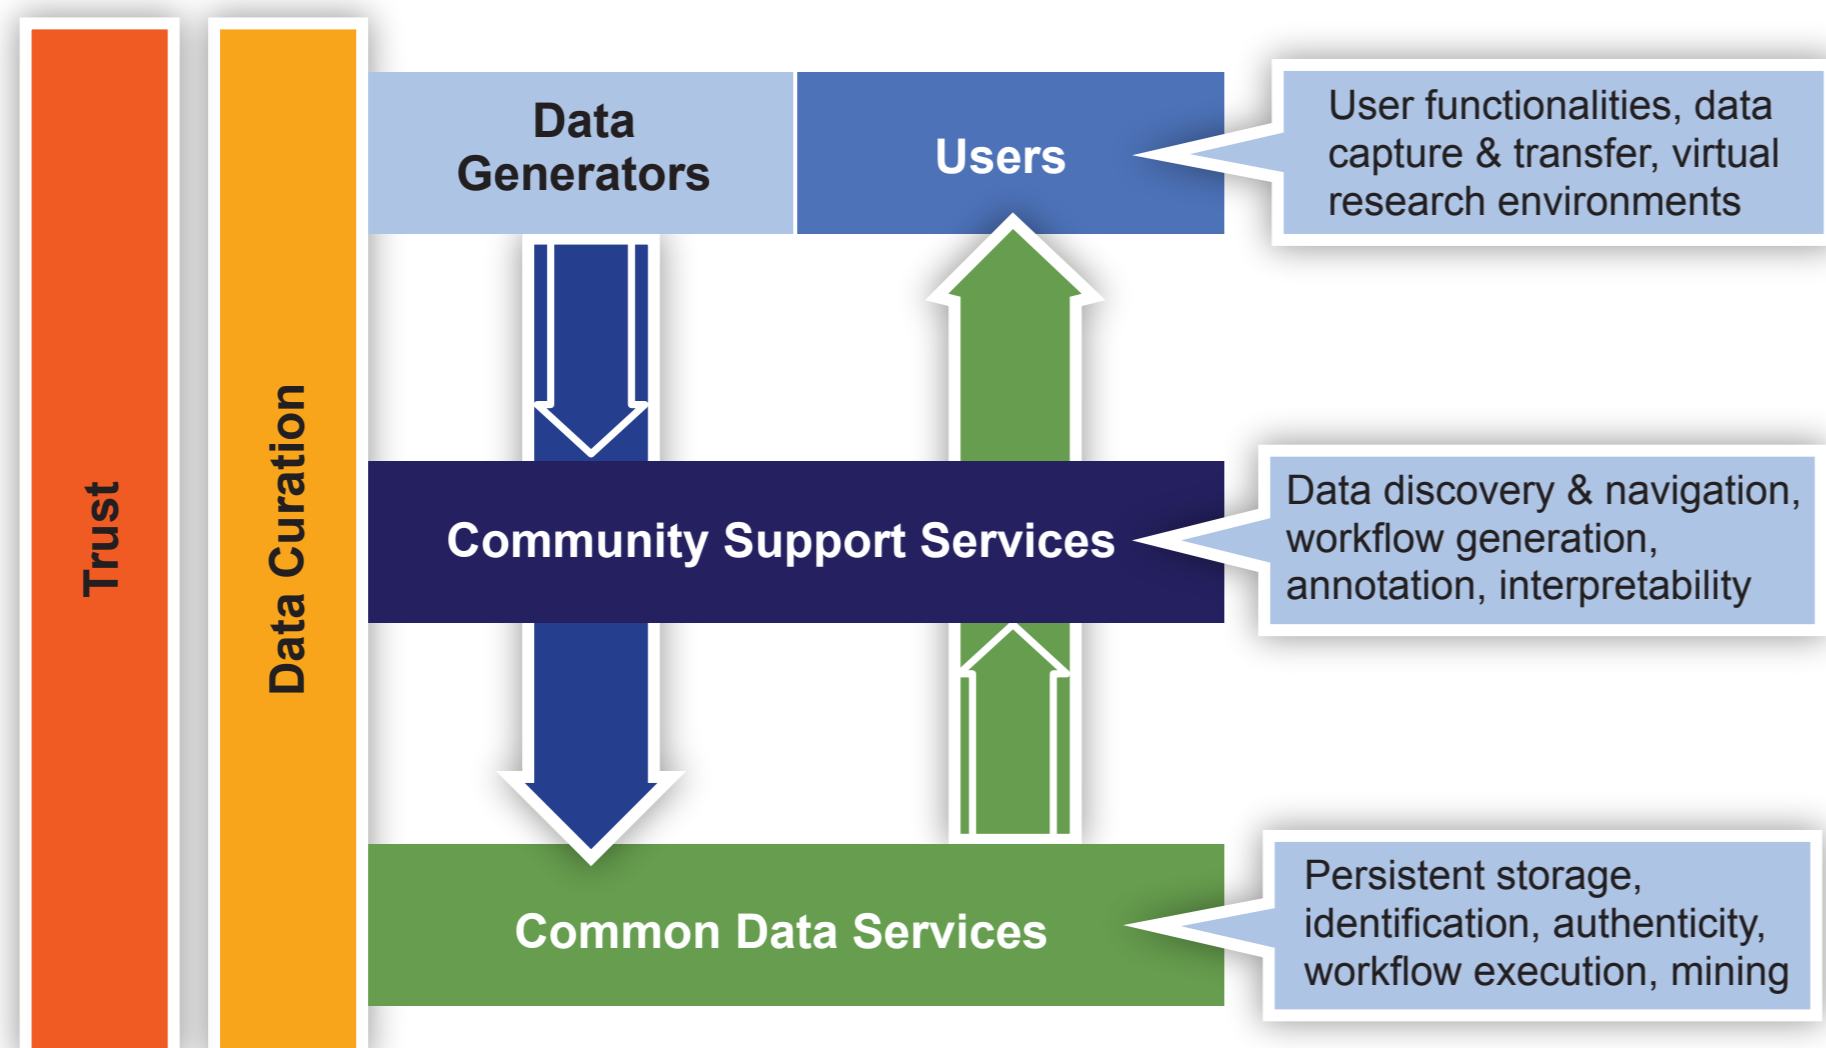 Trust
Data Curation
Data
Generators
Users
User functionalities, data
capture & transfer, virtual
research environments
Community Support Services
Data discovery & navigation,
workflow generation,
annotation, interpretability
Common Data Services
Persistent storage,
identification, authenticity,
workflow execution, mining